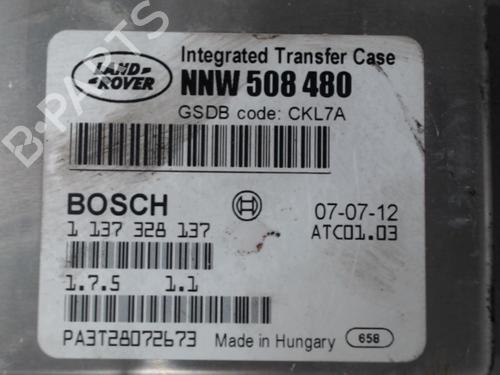 LAND-
ROVER
Integrated Transfer Case
NNW 508 480
GSDB code: CKL7A
BOSCH
07-07-12
1 137 328 137
ATC01.03
1.7.5 1.1
PA3T28072673 Made in Hungary 658
B-PARTS